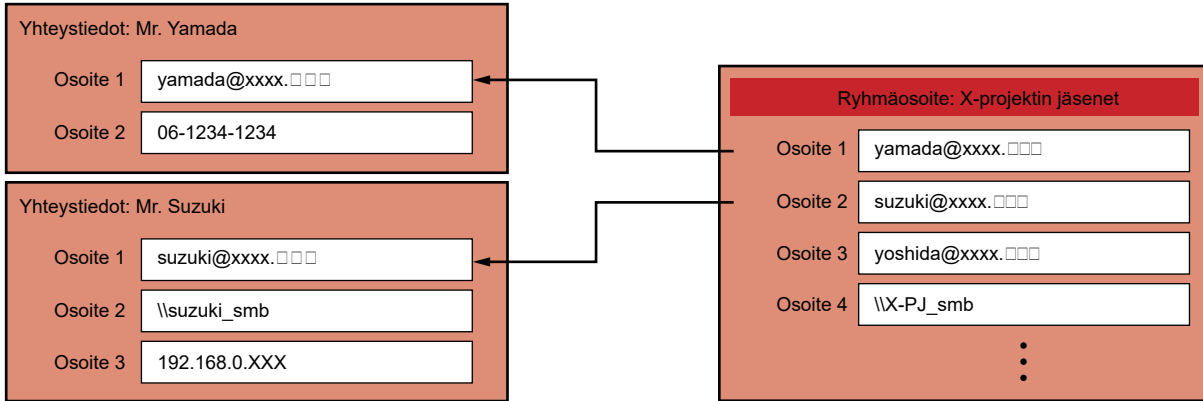 Yhteystiedot: Mr. Yamada
Osoite 1 yamada@xxxx.□□□
Osoite 2 06-1234-1234
Yhteystiedot: Mr. Suzuki
Osoite 1 suzuki@xxxx.□□□
Osoite 2 \\suzuki_smb
Osoite 3 192.168.0.XXX
Ryhmäosoite: X-projektin jäsenet
Osoite 1 yamada@xxxx.□□□
Osoite 2 suzuki@xxxx.□□□
Osoite 3 yoshida@xxxx.□□□
Osoite 4 \\X-PJ_smb